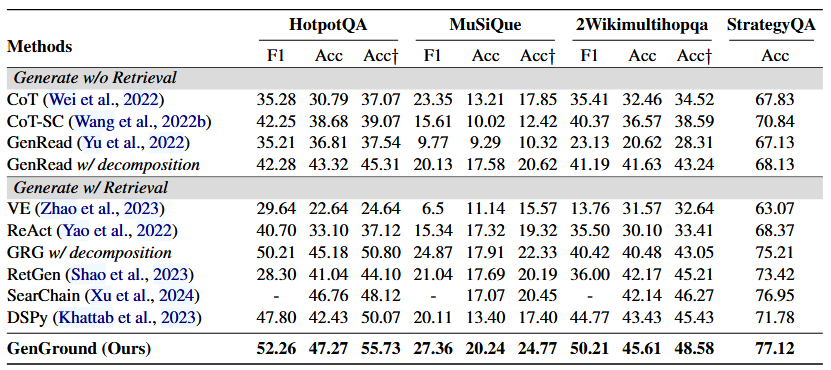 Methods HotpotQA MuSiQue 2Wikimultihopqa StrategyQA
F1 Acc Acc† F1 Acc Acc† F1 Acc Acc† Acc
Generate w/o Retrieval
CoT (Wei et al., 2022) 35.28 30.79 37.07 23.35 13.21 17.85 35.41 32.46 34.52 67.83
CoT-SC (Wang et al., 2022b) 42.25 38.68 39.07 15.61 10.02 12.42 40.37 36.57 38.59 70.84
GenRead (Yu et al., 2022) 35.21 36.81 37.54 9.77 9.29 10.32 23.13 20.62 28.31 67.13
GenRead w/ decomposition 42.28 43.32 45.31 20.13 17.58 20.62 41.19 41.63 43.24 68.13
Generate w/ Retrieval
VE (Zhao et al., 2023) 29.64 22.64 24.64 6.5 11.14 15.57 13.76 31.57 32.64 63.07
ReAct (Yao et al., 2022) 40.70 33.10 37.12 15.34 17.32 19.32 35.50 30.10 33.41 68.37
GRG w/ decomposition 50.21 45.18 50.80 24.87 17.91 22.33 40.42 40.48 43.05 75.21
RetGen (Shao et al., 2023) 28.30 41.04 44.10 21.04 17.69 20.19 36.00 42.17 45.21 73.42
SearChain (Xu et al., 2024) - 46.76 48.12 - 17.07 20.45 - 42.14 46.27 76.95
DSPy (Khattab et al., 2023) 47.80 42.43 50.07 20.11 13.40 17.40 44.77 43.43 45.43 71.78
GenGround (Ours) 52.26 47.27 55.73 27.36 20.24 24.77 50.21 45.61 48.58 77.12